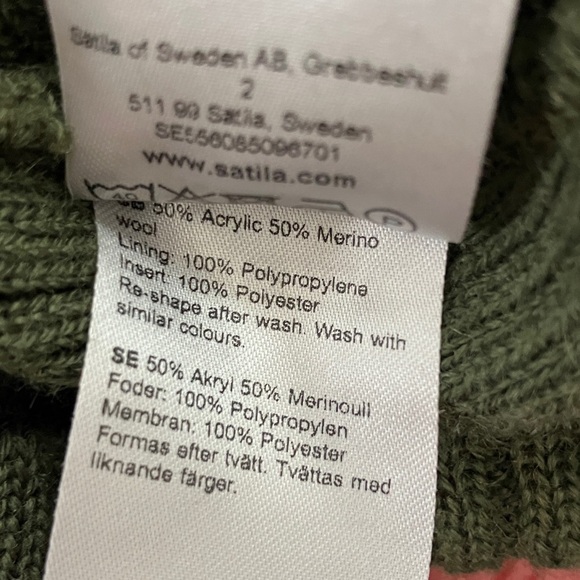 Satila of Sweden AB, Grebbeshult
2
511 99 Satila, Sweden
SE556085096701
www.satila.com
50% Acrylic 50% Merino
wool
Lining: 100% Polypropylene
Insert: 100% Polyester
Re-shape after wash. Wash with
similar colours.
SE 50% Akryl 50% Merinoull
Foder: 100% Polypropylen
Membran: 100% Polyester
Formas efter tvätt. Tvättas med
liknande färger.